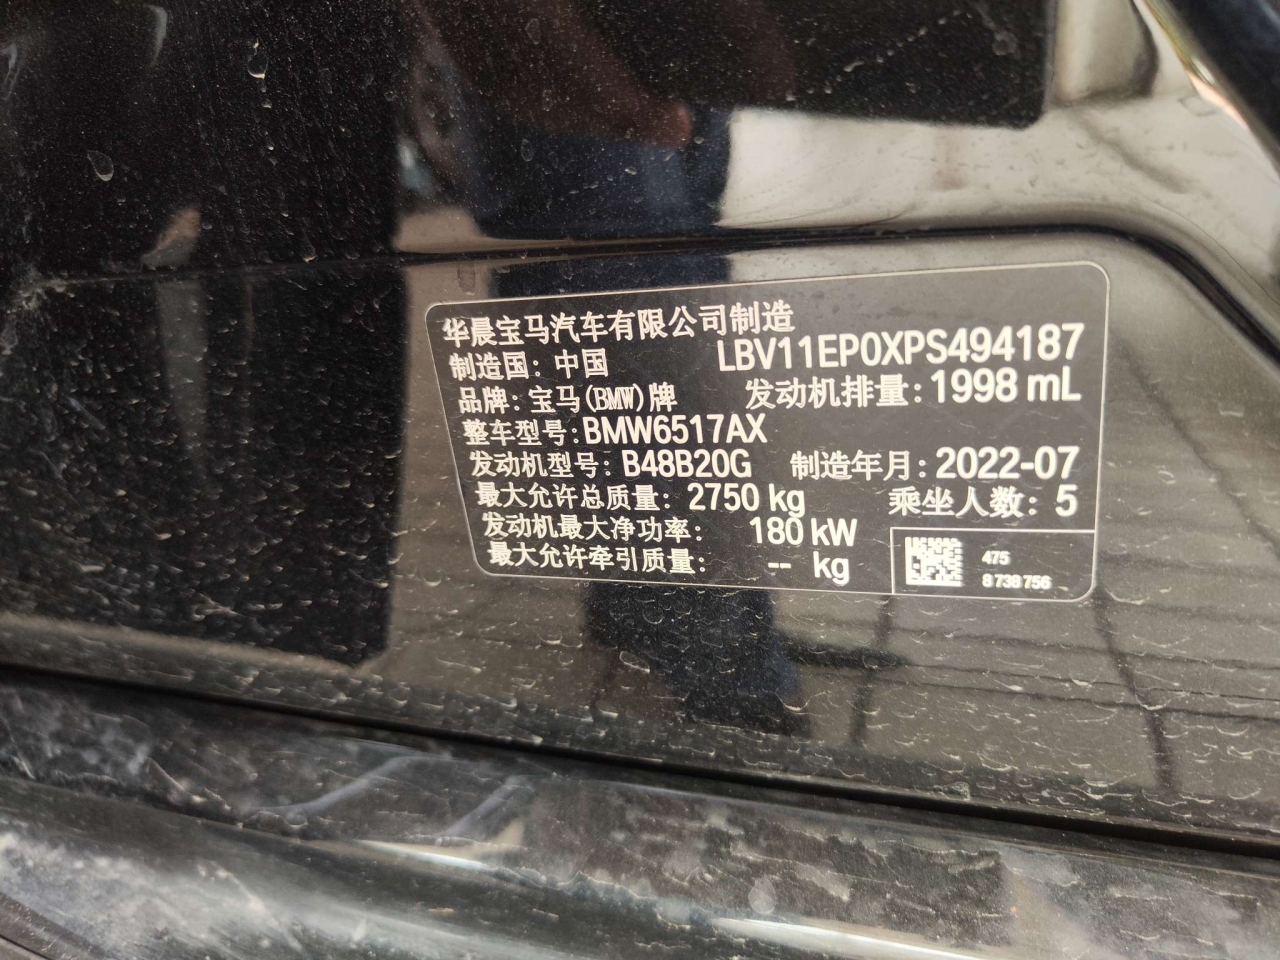 华晨宝马汽车有限公司制造
制造国：中国 LBV11EP0XPS494187
品牌：宝马(BMW)牌 发动机排量：1998 mL
整车型号：BMW6517AX
发动机型号：B48B20G 制造年月：2022-07
最大允许总质量：2750 kg 乘坐人数：5
发动机最大净功率：180 kW
最大允许牵引质量：-- kg
475
8 738 756